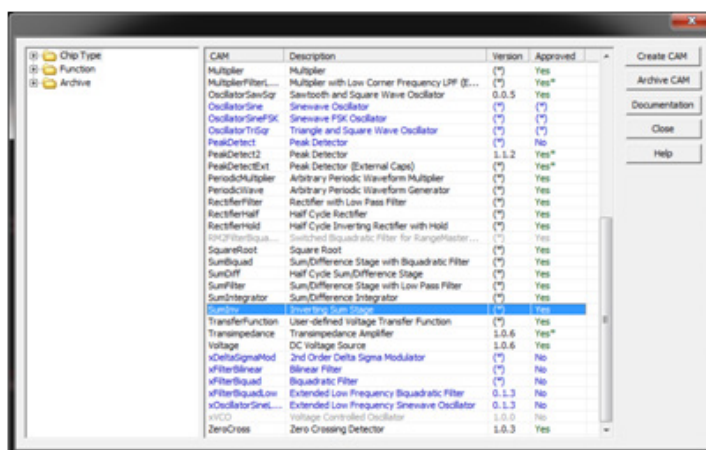 Chip Type
Function
Archive
CAM Description Version Approved
Multiplier Multiplier (*) Yes
MultiplierFilterL... Multiplier with Low Corner Frequency LPF (E... (*) Yes*
OscillatorSawSqr Sawtooth and Square Wave Oscillator 0.0.5 Yes
OscillatorSine Sinewave Oscillator (*) (*)
OscillatorSineFSK Sinewave FSK Oscillator (*) (*)
OscillatorTriSqr Triangle and Square Wave Oscillator (*) (*)
PeakDetect Peak Detector (*) No
PeakDetect2 Peak Detector 1.1.2 Yes*
PeakDetectExt Peak Detector (External Caps) (*) Yes*
PeriodicMultiplier Arbitrary Periodic Waveform Multiplier (*) Yes
PeriodicWave Arbitrary Periodic Waveform Generator (*) Yes
RectifierFilter Rectifier with Low Pass Filter (*) Yes
RectifierHalf Half Cycle Rectifier (*) Yes
RectifierHold Half Cycle Inverting Rectifier with Hold (*) Yes
RM2FilterBiqua... Switched Biquadratic Filter for RangeMaster... (*) Yes
SquareRoot Square Root (*) Yes
SumBiquad Sum/Difference Stage with Biquadratic Filter (*) Yes
SumDiff Half Cycle Sum/Difference Stage (*) Yes
SumFilter Sum/Difference Stage with Low Pass Filter (*) Yes
SumIntegrator Sum/Difference Integrator (*) Yes
SumInv Inverting Sum Stage (*) Yes
TransferFunction User-defined Voltage Transfer Function (*) Yes
Transimpedance Transimpedance Amplifier 1.0.6 Yes*
Voltage DC Voltage Source 1.0.6 Yes
xDeltaSigmaMod 2nd Order Delta Sigma Modulator (*) No
xFilterBilinear Bilinear Filter (*) No
xFilterBiquad Biquadratic Filter (*) No
xFilterBiquadLow Extended Low Frequency Biquadratic Filter 0.1.3 No
xOscillatorSineL... Extended Low Frequency Sinewave Oscillator 0.1.3 No
xVCO Voltage Controlled Oscillator 1.0.0 No
ZeroCross Zero Crossing Detector 1.0.3 Yes
Create CAM
Archive CAM
Documentation
Close
Help